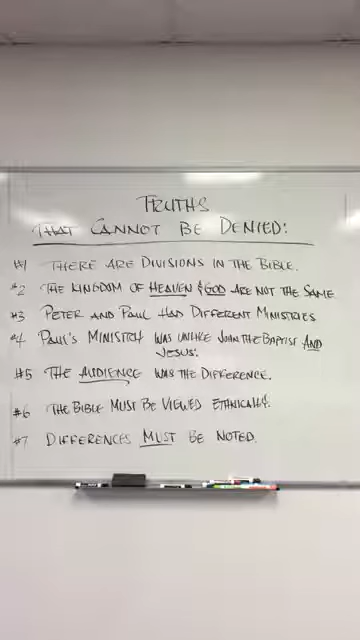 TRUTHS
THAT CANNOT BE DENIED:
#1 THERE ARE DIVISIONS IN THE BIBLE.
#2 THE KINGDOM OF HEAVEN & GOD ARE NOT THE SAME
#3 PETER AND PAUL HAD DIFFERENT MINISTRIES
#4 PAUL'S MINISTRY WAS UNLIKE JOHN THE BAPTIST AND
JESUS'.
#5 THE AUDIENCE WAS THE DIFFERENCE.
#6 THE BIBLE MUST BE VIEWED ETHNICALLY.
#7 DIFFERENCES MUST BE NOTED.